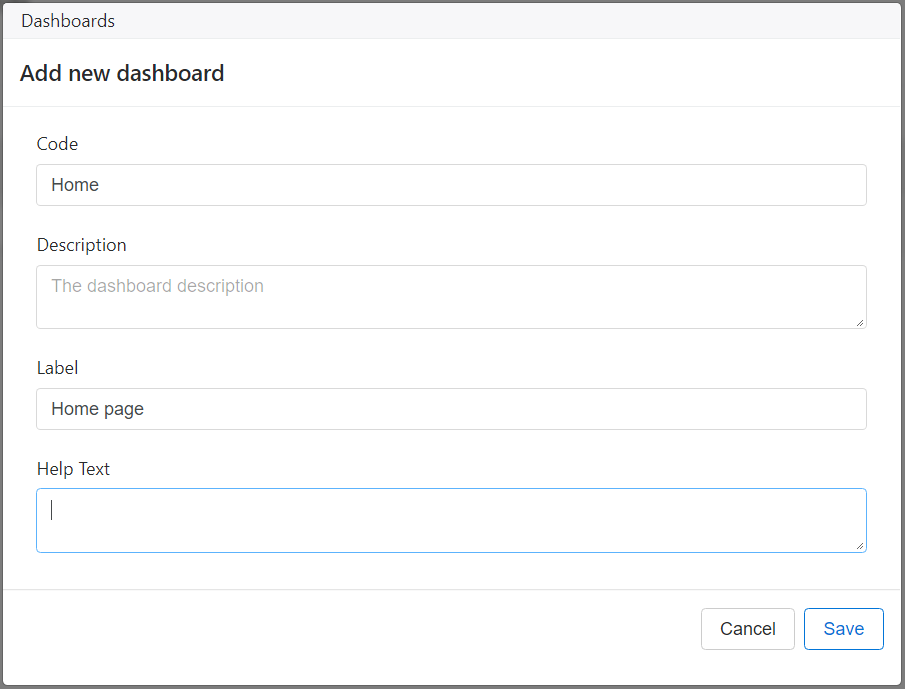 Dashboards
Add new dashboard
Code
Home
Description
The dashboard description
Label
Home page
Help Text
Cancel Save